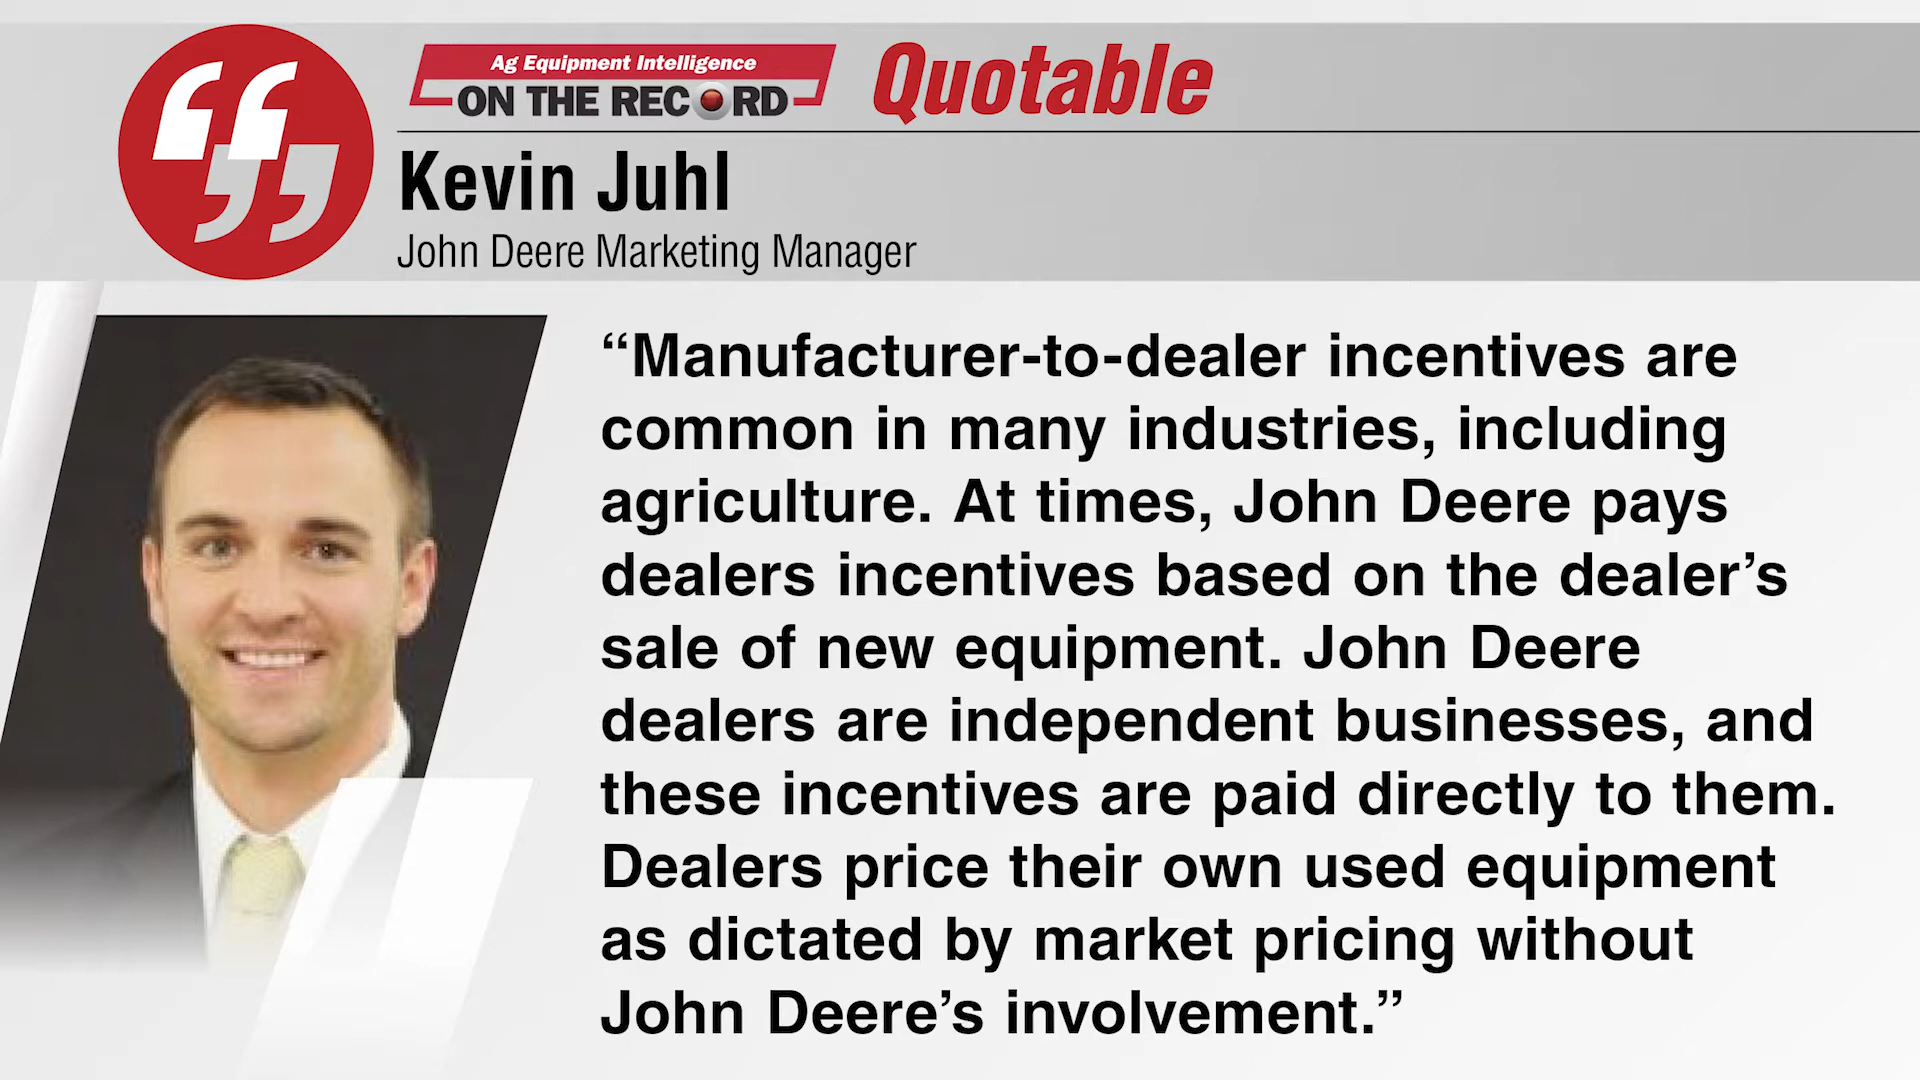 Ag Equipment Intelligence
ON THE RECORD
Quotable
Kevin Juhl
John Deere Marketing Manager
“Manufacturer-to-dealer incentives are
common in many industries, including
agriculture. At times, John Deere pays
dealers incentives based on the dealer’s
sale of new equipment. John Deere
dealers are independent businesses, and
these incentives are paid directly to them.
Dealers price their own used equipment
as dictated by market pricing without
John Deere’s involvement.”